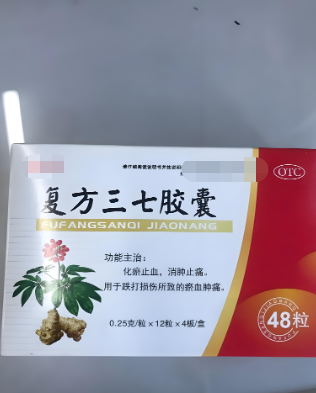 OTC
复方三七胶囊
FUFANGSANQI JIAONANG
功能主治:
化瘀止血，消肿止痛。
用于跌打损伤所致的瘀血肿痛。
0.25克/粒×12粒×4板/盒
48粒